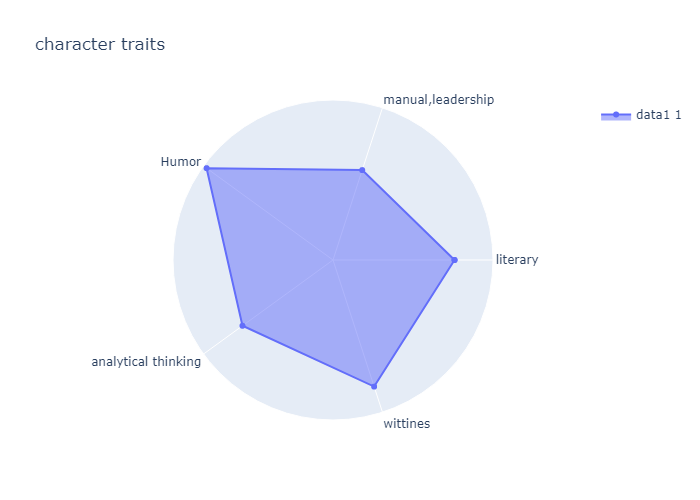 character traits
manual,leadership
data1 1
Humor
literary
analytical thinking
wittines